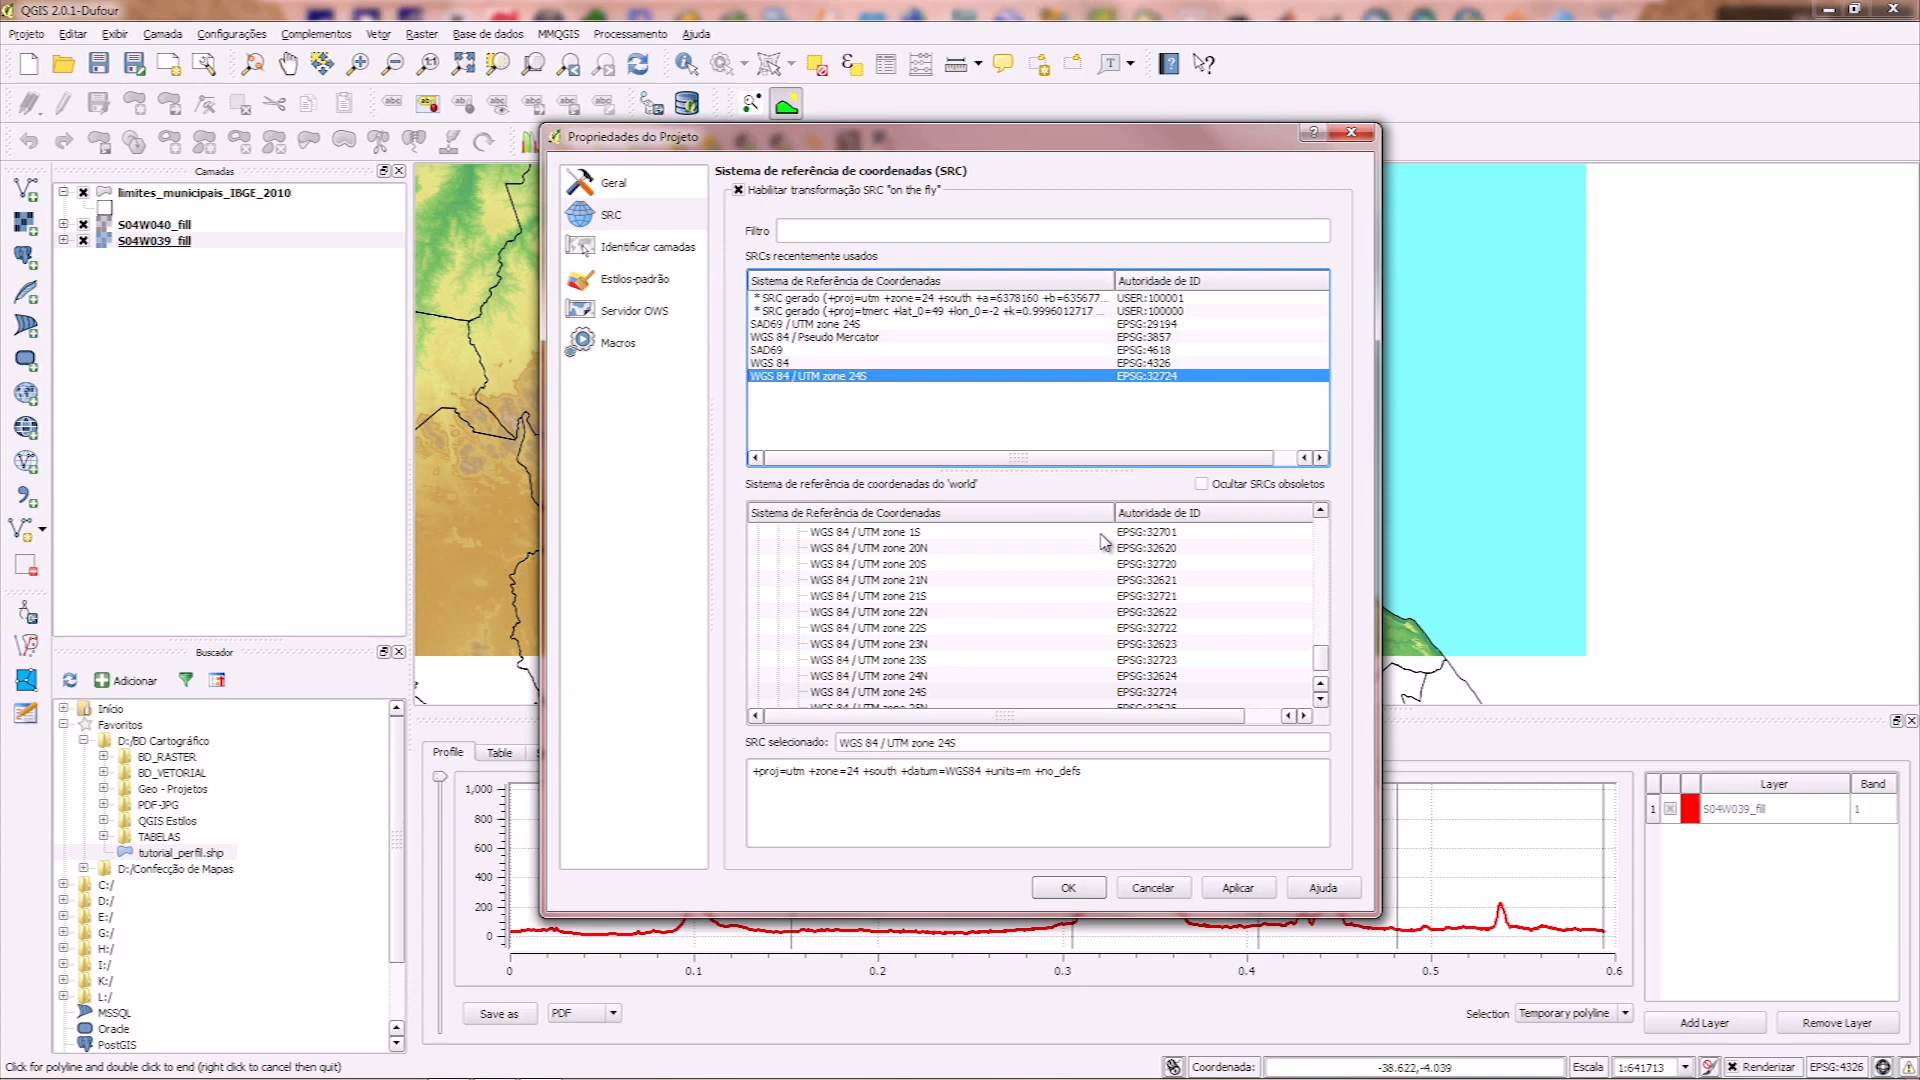 QGIS 2.0.1-Dufour
Projeto Editar Exibir Camada Configurações Complementos Vetor Raster Base de dados MMQGIS Processamento Ajuda
Camadas
limites_municipais_IBGE_2010
S04W040_fill
S04W039_fill
Buscador
Adicionar
Início
Favoritos
D:/BD Cartográfico
BD_RASTER
BD_VETORIAL
Geo - Projetos
PDF-JPG
QGIS Estilos
TABELAS
tutorial_perfil.shp
D:/Confecção de Mapas
C:/
D:/
E:/
G:/
H:/
I:/
K:/
L:/
MSSQL
Oracle
PostGIS
Propriedades do Projeto
Geral
SRC
Identificar camadas
Estilos-padrão
Servidor OWS
Macros
Sistema de referência de coordenadas (SRC)
Habilitar transformação SRC "on the fly"
Filtro
SRCs recentemente usados
Sistema de Referência de Coordenadas Autoridade de ID
* SRC gerado (+proj=utm +zone=24 +south +a=6378160 +b=635677... USER:100001
* SRC gerado (+proj=tmerc +lat_0=49 +lon_0=-2 +k=0.9996012717 ... USER:100000
SAD69 / UTM zone 24S EPSG:29194
WGS 84 / Pseudo Mercator EPSG:3857
SAD69 EPSG:4618
WGS 84 EPSG:4326
WGS 84 / UTM zone 24S EPSG:32724
Sistema de referência de coordenadas do 'world' Ocultar SRCs obsoletos
Sistema de Referência de Coordenadas Autoridade de ID
WGS 84 / UTM zone 1S EPSG:32701
WGS 84 / UTM zone 20N EPSG:32620
WGS 84 / UTM zone 20S EPSG:32720
WGS 84 / UTM zone 21N EPSG:32621
WGS 84 / UTM zone 21S EPSG:32721
WGS 84 / UTM zone 22N EPSG:32622
WGS 84 / UTM zone 22S EPSG:32722
WGS 84 / UTM zone 23N EPSG:32623
WGS 84 / UTM zone 23S EPSG:32723
WGS 84 / UTM zone 24N EPSG:32624
WGS 84 / UTM zone 24S EPSG:32724
WGS 84 / UTM zone 25N EPSG:32625
SRC selecionado: WGS 84 / UTM zone 24S
+proj=utm +zone=24 +south +datum=WGS84 +units=m +no_defs
OK Cancelar Aplicar Ajuda
Profile Table
1,000
800
600
400
200
0
0 0.1 0.2 0.3 0.4 0.5 0.6
Layer Band
1 S04W039_fill 1
Save as PDF
Selection Temporary polyline
Add Layer Remove Layer
Click for polyline and double click to end (right click to cancel then quit)
Coordenada: -38.622,-4.039 Escala 1:641713 Renderizar EPSG:4326